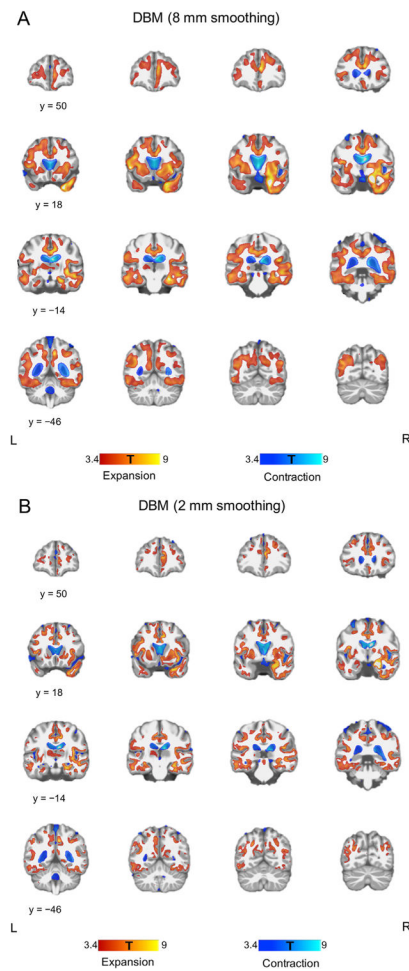 A
DBM (8 mm smoothing)
y = 50
y = 18
y = −14
y = −46
L R
3.4 T 9 3.4 T 9
Expansion Contraction
B
DBM (2 mm smoothing)
y = 50
y = 18
y = −14
y = −46
L R
3.4 T 9 3.4 T 9
Expansion Contraction